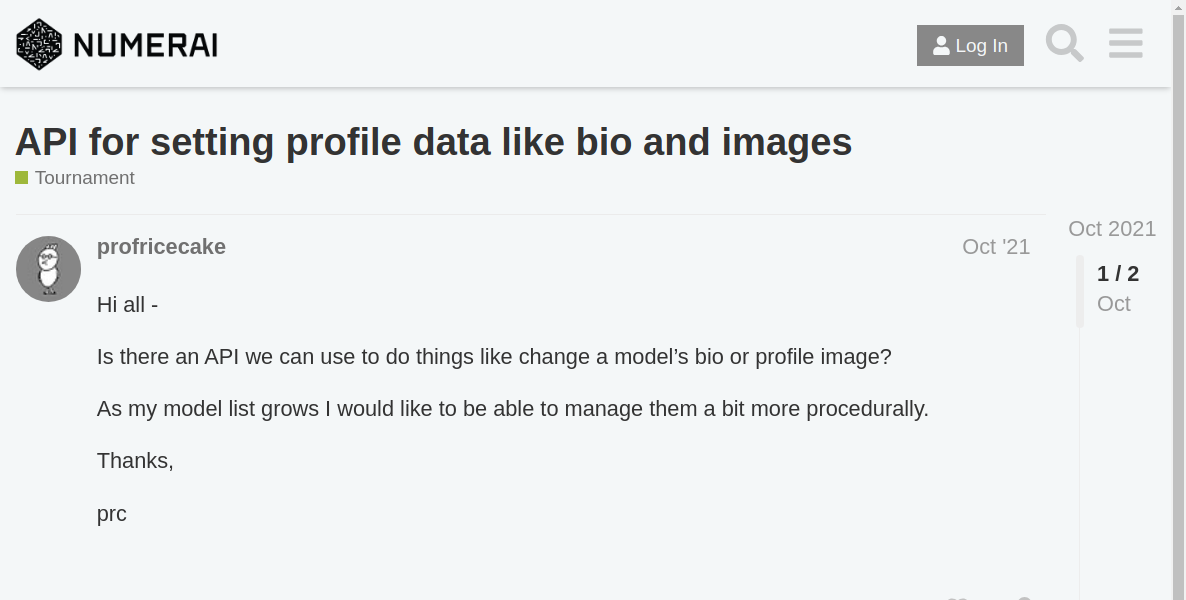 NUMERAI
Log In
API for setting profile data like bio and images
Tournament
profricecake
Oct '21
Oct 2021
1 / 2
Oct
Hi all -
Is there an API we can use to do things like change a model’s bio or profile image?
As my model list grows I would like to be able to manage them a bit more procedurally.
Thanks,
prc